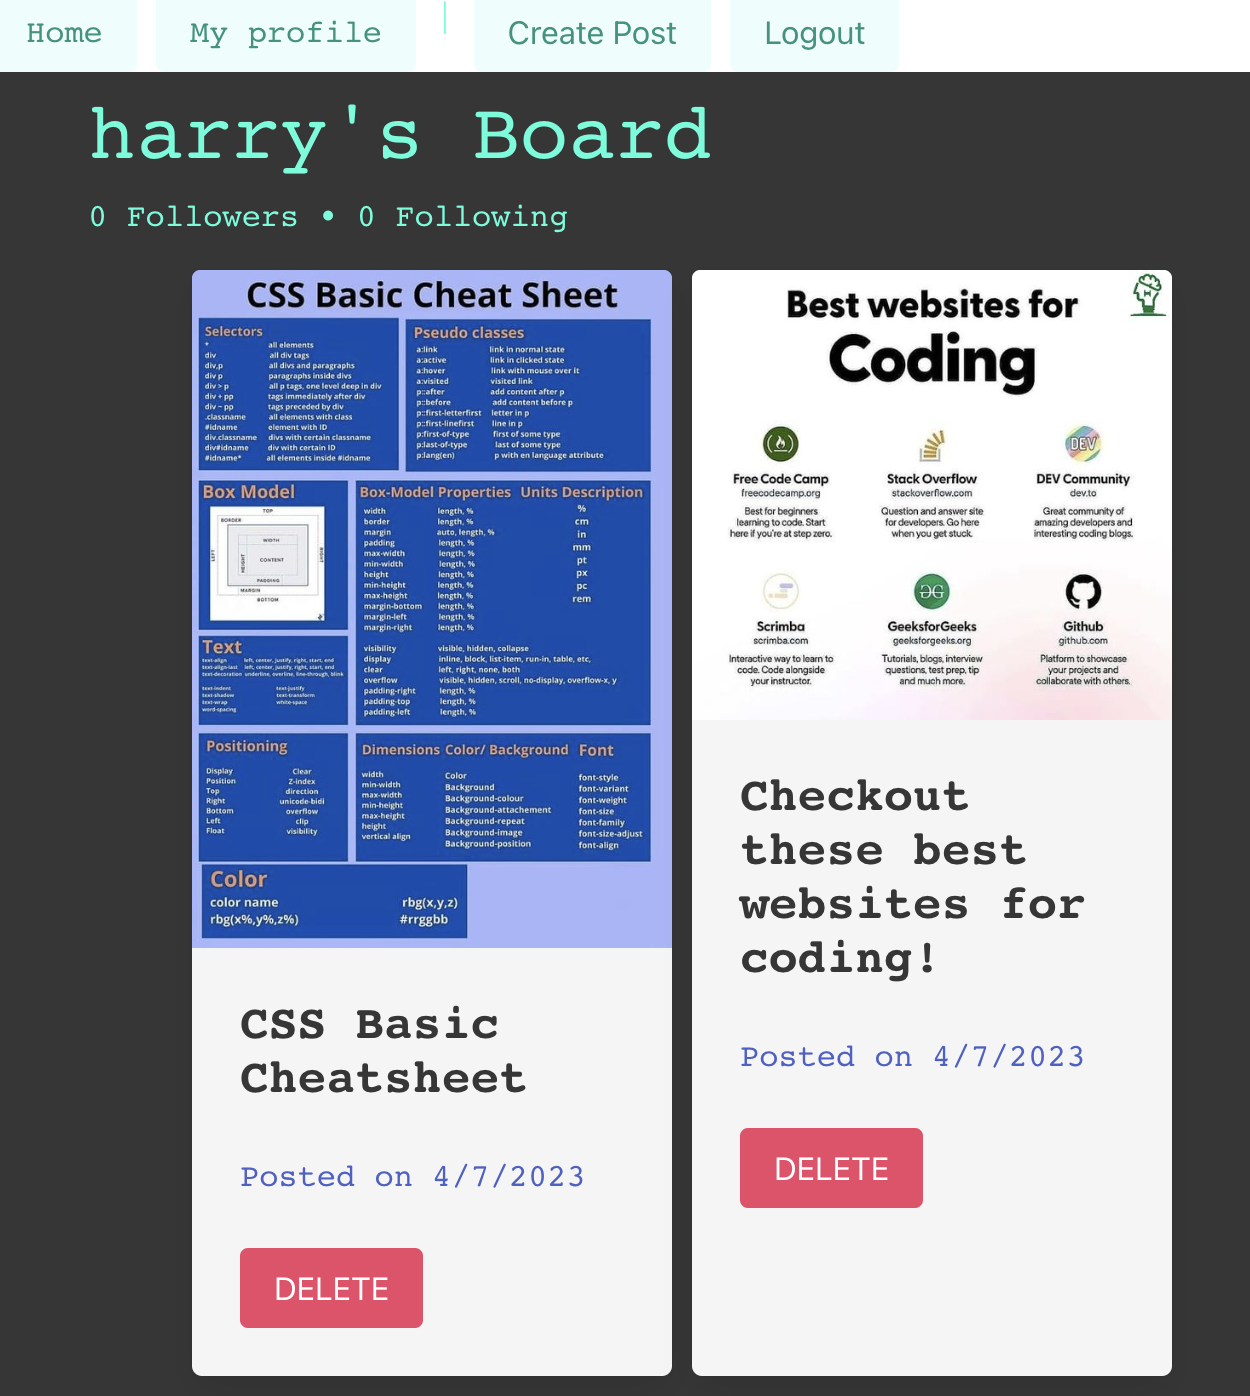 Home My profile Create Post Logout
harry's Board
0 Followers • 0 Following
CSS Basic Cheat Sheet
Selectors
* all elements
div all div tags
div,p all divs and paragraphs
div p paragraphs inside divs
div > p all p tags, one level deep in div
div + pp tags immediately after div
div ~ pp tags preceded by div
.classname all elements with class
#idname element with ID
div.classname divs with certain classname
div#idname div with certain ID
#idname* all elements inside #idname
Pseudo classes
a:link link in normal state
a:active link in clicked state
a:hover link with mouse over it
a:visited visited link
p::after add content after p
p::before add content before p
p::first-letterfirst letter in p
p::first-linefirst line in p
p:first-of-type first of some type
p:last-of-type last of some type
p:lang(en) p with en language attribute
Box Model
TOP
BORDER
WIDTH
LEFT
HEIGHT
CONTENT
RIGHT
PADDING
MARGIN
BOTTOM
Box-Model Properties Units Description
width length, %
border length, %
margin auto, length, %
padding length, %
max-width length, %
min-width length, %
height length, %
min-height length, %
max-height length, %
margin-bottom length, %
margin-left length, %
margin-right length, %
visibility visible, hidden, collapse
display inline, block, list-item, run-in, table, etc,
clear left, right, none, both
overflow visible, hidden, scroll, no-display, overflow-x, y
padding-right length, %
padding-top length, %
padding-left length, %
%
cm
in
mm
pt
px
pc
rem
Text
text-align left, center, justify, right, start, end
text-align-last left, center, justify, right, start, end
text-decoration underline, overline, line-through, blink
text-indent text-justify
text-shadow text-transform
text-wrap white-space
word-spacing
Positioning
Display Clear
Position Z-index
Top direction
Right unicode-bidi
Bottom overflow
Left clip
Float visibility
Dimensions Color/ Background Font
width
min-width
max-width
min-height
max-height
height
vertical align
Color
Background
Background-colour
Background-attachement
Background-repeat
Background-image
Background-position
font-style
font-variant
font-weight
font-size
font-family
font-size-adjust
font-align
Color
color name rbg(x,y,z)
rbg(x%,y%,z%) #rrggbb
CSS Basic
Cheatsheet
Posted on 4/7/2023
DELETE
Best websites for
Coding
Free Code Camp
freecodecamp.org
Best for beginners
learning to code. Start
here if you're at step zero.
Stack Overflow
stackoverflow.com
Question and answer site
for developers. Go here
when you get stuck.
DEV
DEV Community
dev.to
Great community of
amazing developers and
interesting coding blogs.
Scrimba
scrimba.com
Interactive way to learn to
code. Code alongside
your instructor.
GeeksforGeeks
geeksforgeeks.org
Tutorials, blogs, interview
questions, test prep, tip
and much more.
Github
github.com
Platform to showcase
your projects and
collaborate with others.
Checkout
these best
websites for
coding!
Posted on 4/7/2023
DELETE